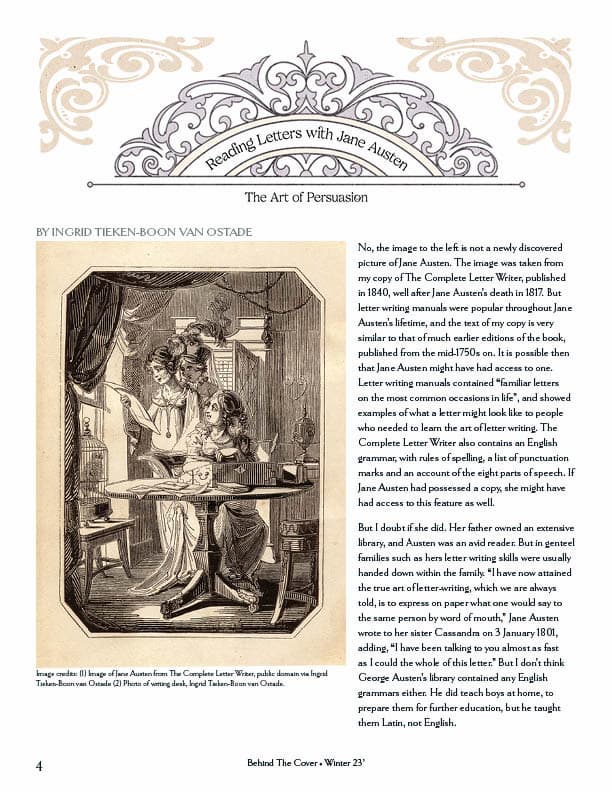 Reading Letters with Jane Austen
The Art of Persuasion
BY INGRID TIEKEN-BOON VAN OSTADE
No, the image to the left is not a newly discovered
picture of Jane Austen. The image was taken from
my copy of The Complete Letter Writer, published
in 1840, well after Jane Austen's death in 1817. But
letter writing manuals were popular throughout Jane
Austen's lifetime, and the text of my copy is very
similar to that of much earlier editions of the book,
published from the mid-1750s on. It is possible then
that Jane Austen might have had access to one.
Letter writing manuals contained “familiar letters
on the most common occasions in life”, and showed
examples of what a letter might look like to people
who needed to learn the art of letter writing. The
Complete Letter Writer also contains an English
grammar, with rules of spelling, a list of punctuation
marks and an account of the eight parts of speech. If
Jane Austen had possessed a copy, she might have
had access to this feature as well.
But I doubt if she did. Her father owned an extensive
library, and Austen was an avid reader. But in genteel
families such as hers letter writing skills were usually
handed down within the family. “I have now attained
the true art of letter-writing, which we are always
told, is to express on paper what one would say to
the same person by word of mouth,” Jane Austen
wrote to her sister Cassandra on 3 January 1801,
adding, “I have been talking to you almost as fast
as I could the whole of this letter.” But I don't think
George Austen's library contained any English
grammars either. He did teach boys at home, to
prepare them for further education, but he taught
them Latin, not English.
Image credits: (1) Image of Jane Austen from The Complete Letter Writer, public domain via Ingrid
Tieken-Boon van Ostade (2) Photo of writing desk, Ingrid Tieken-Boon van Ostade.
4
Behind The Cover • Winter 23'